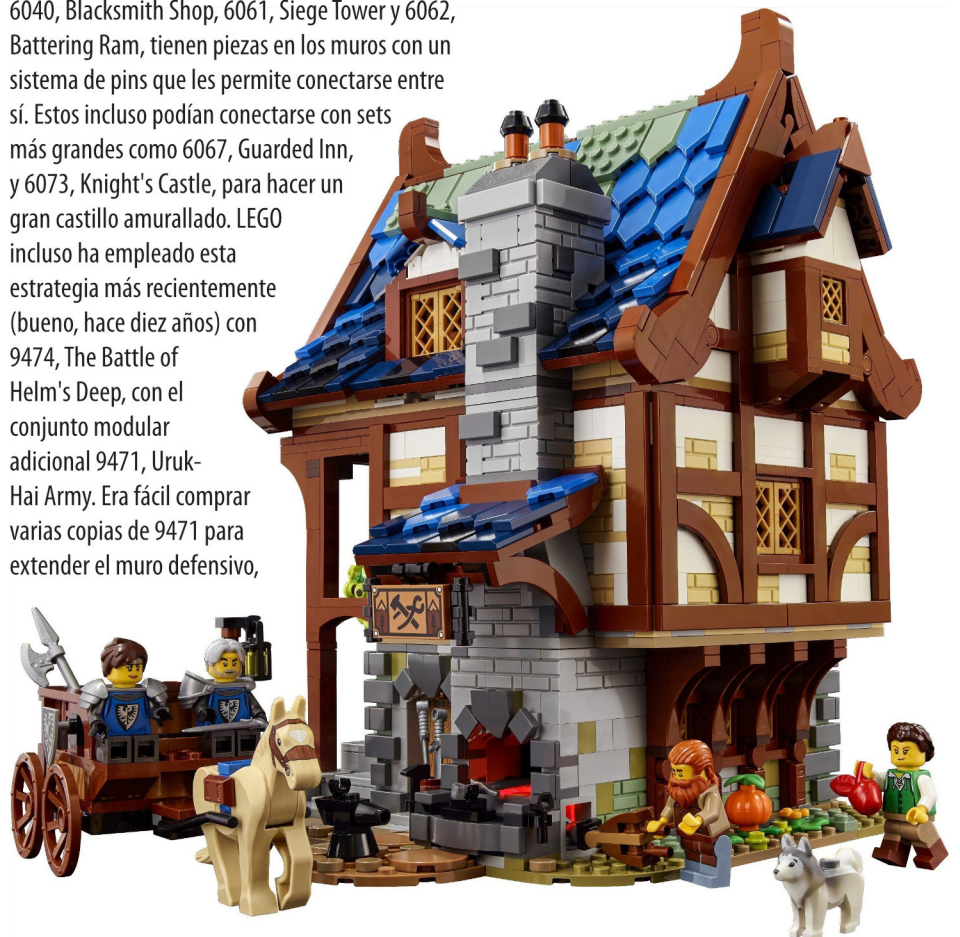 6040, Blacksmith Shop, 6061, Siege Tower y 6062,
Battering Ram, tienen piezas en los muros con un
sistema de pins que les permite conectarse entre
sí. Estos incluso podían conectarse con sets
más grandes como 6067, Guarded Inn,
y 6073, Knight's Castle, para hacer un
gran castillo amurallado. LEGO
incluso ha empleado esta
estrategia más recientemente
(bueno, hace diez años) con
9474, The Battle of
Helm's Deep, con el
conjunto modular
adicional 9471, Uruk-
Hai Army. Era fácil comprar
varias copias de 9471 para
extender el muro defensivo,